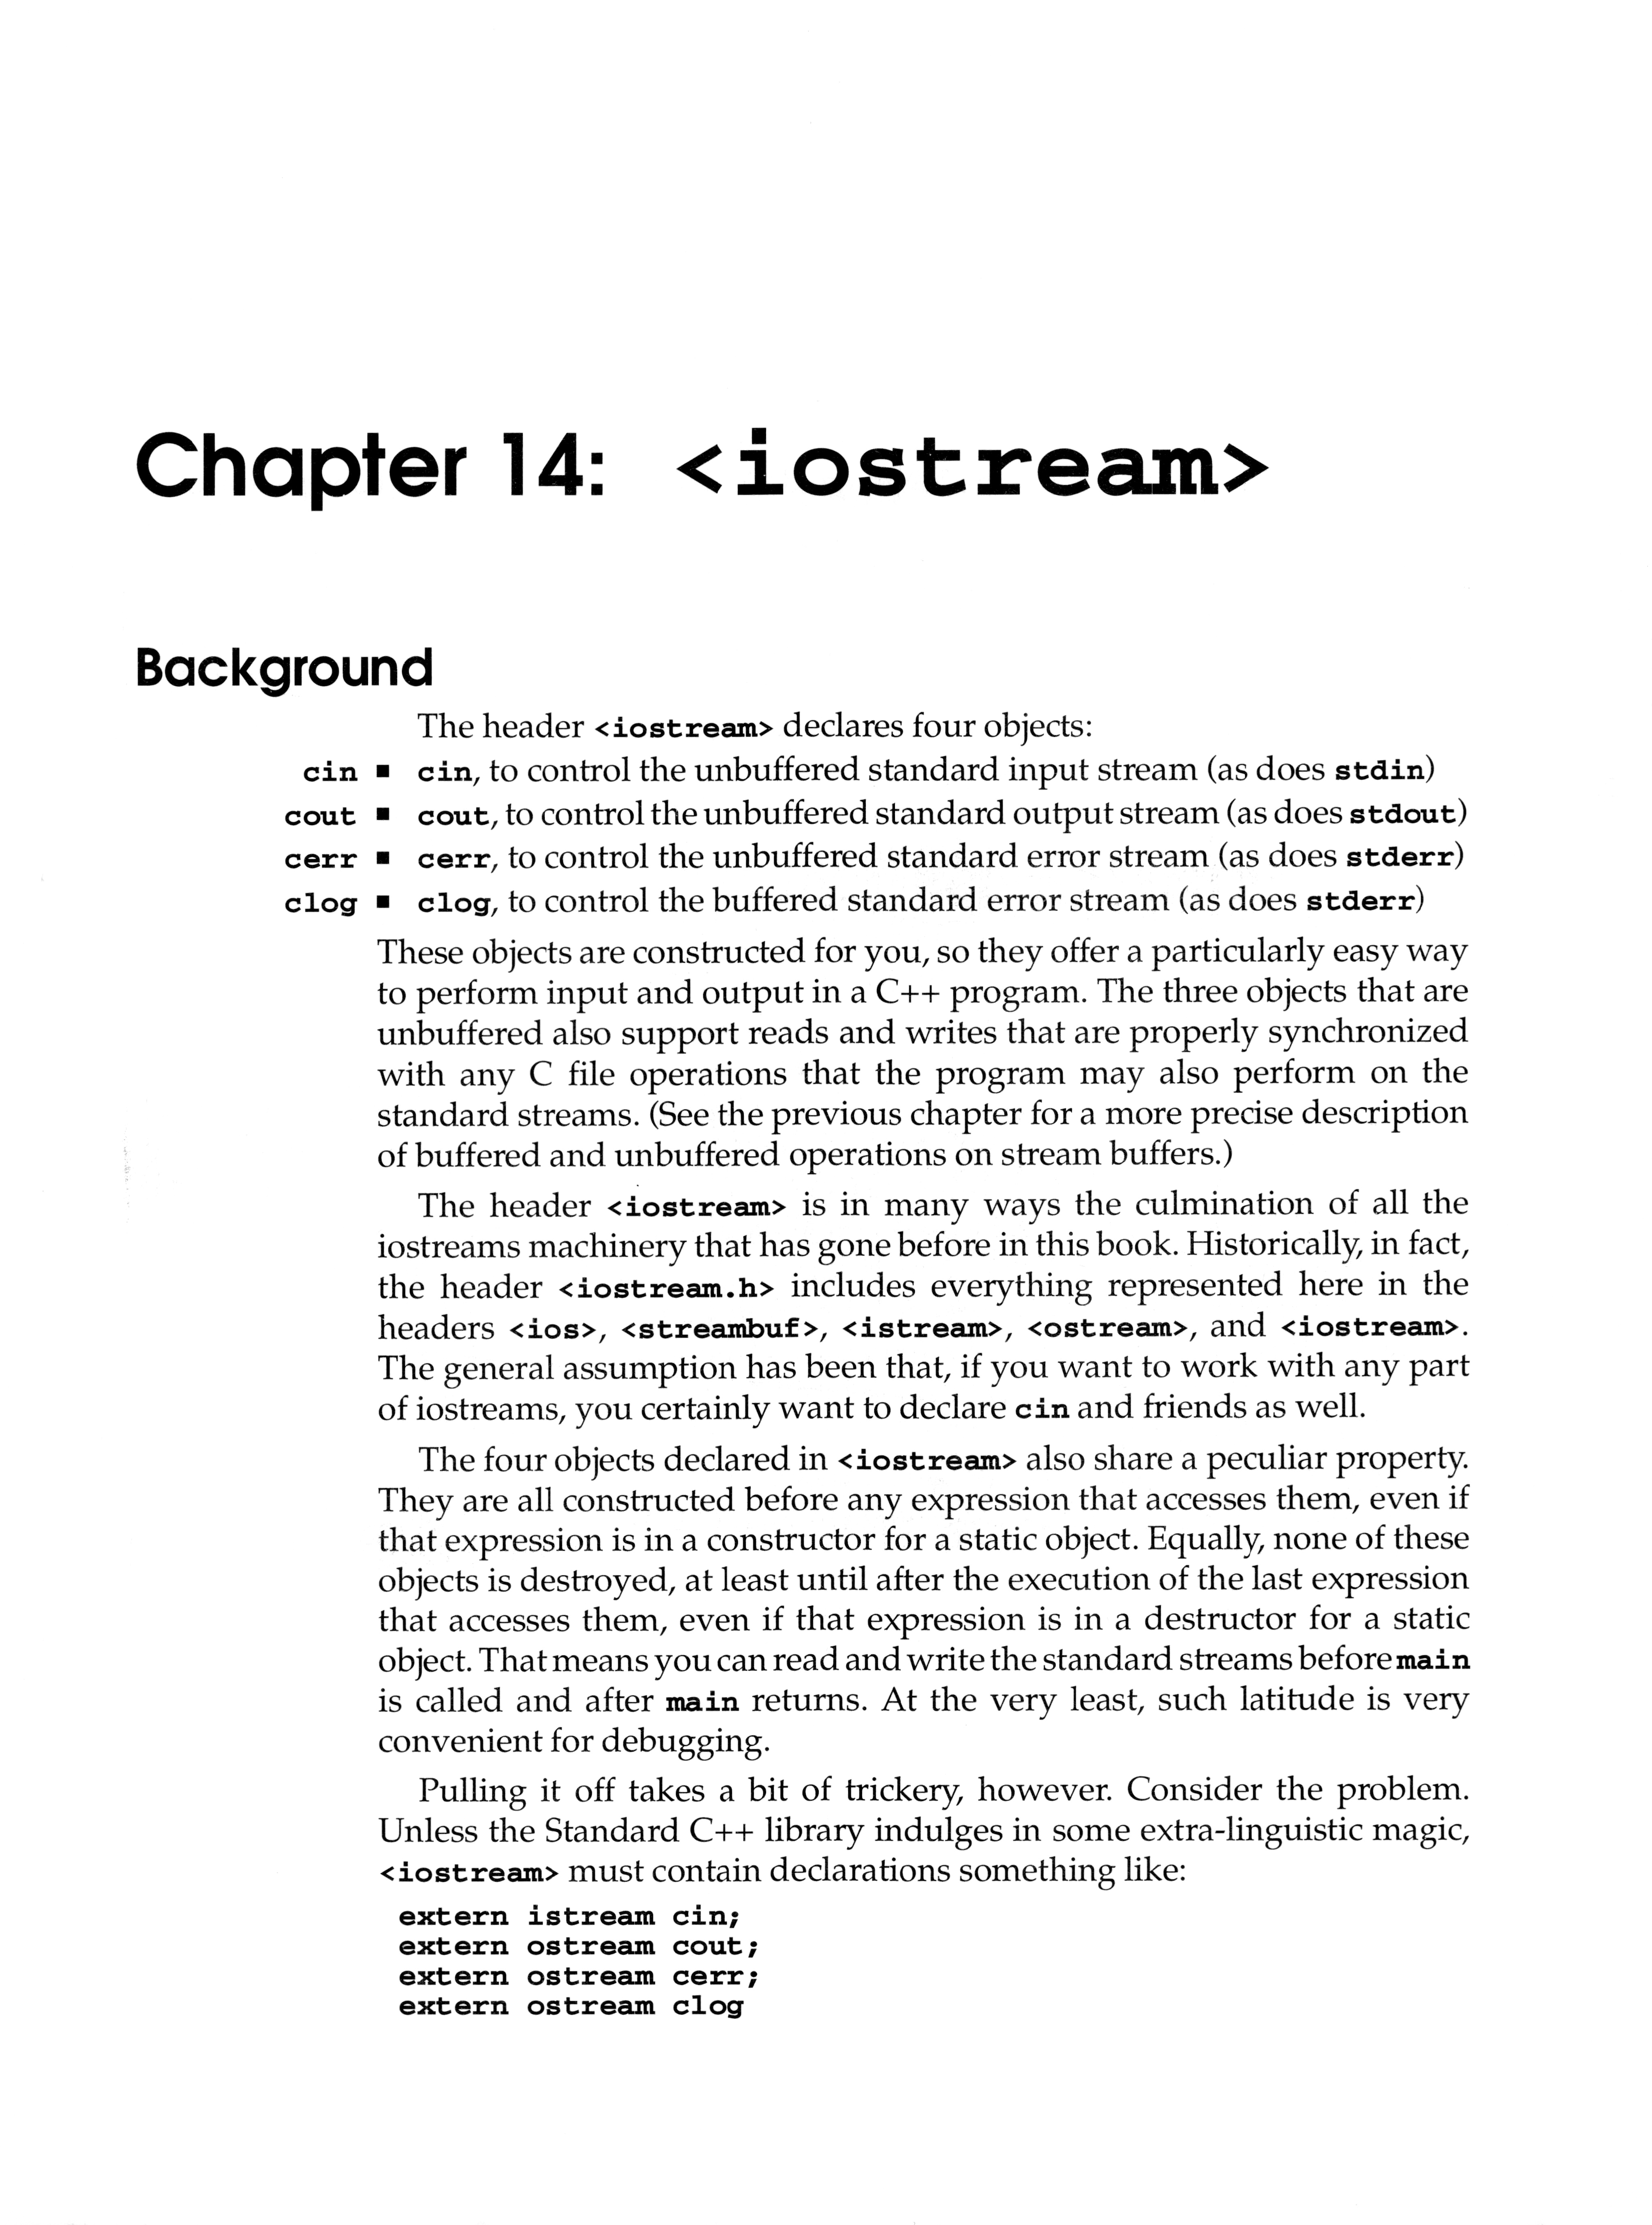 Chapter 14: <iostream>
Background
The header <iostream> declares four objects:
cin ■ cin, to control the unbuffered standard input stream (as does stdin)
cout ■ cout, to control the unbuffered standard output stream (as does stdout)
cerr ■ cerr, to control the unbuffered standard error stream (as does stderr)
clog ■ clog, to control the buffered standard error stream (as does stderr)
These objects are constructed for you, so they offer a particularly easy way
to perform input and output in a C++ program. The three objects that are
unbuffered also support reads and writes that are properly synchronized
with any C file operations that the program may also perform on the
standard streams. (See the previous chapter for a more precise description
of buffered and unbuffered operations on stream buffers.)
The header <iostream> is in many ways the culmination of all the
iostreams machinery that has gone before in this book. Historically, in fact,
the header <iostream.h> includes everything represented here in the
headers <ios>, <streambuf>, <istream>, <ostream>, and <iostream>.
The general assumption has been that, if you want to work with any part
of iostreams, you certainly want to declare cin and friends as well.
The four objects declared in <iostream> also share a peculiar property.
They are all constructed before any expression that accesses them, even if
that expression is in a constructor for a static object. Equally, none of these
objects is destroyed, at least until after the execution of the last expression
that accesses them, even if that expression is in a destructor for a static
object. That means you can read and write the standard streams before main
is called and after main returns. At the very least, such latitude is very
convenient for debugging.
Pulling it off takes a bit of trickery, however. Consider the problem.
Unless the Standard C++ library indulges in some extra-linguistic magic,
<iostream> must contain declarations something like:
extern istream cin;
extern ostream cout;
extern ostream cerr;
extern ostream clog